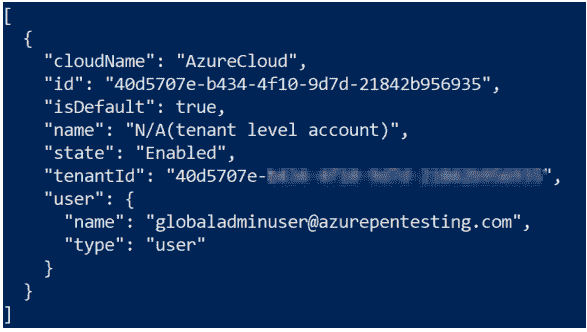 [
{
"cloudName": "AzureCloud",
"id": "40d5707e-b434-4f10-9d7d-21842b956935",
"isDefault": true,
"name": "N/A(tenant level account)",
"state": "Enabled",
"tenantId": "40d5707e-
"user": {
"name": "globaladminuser@azurepentesting.com",
"type": "user"
}
}
]